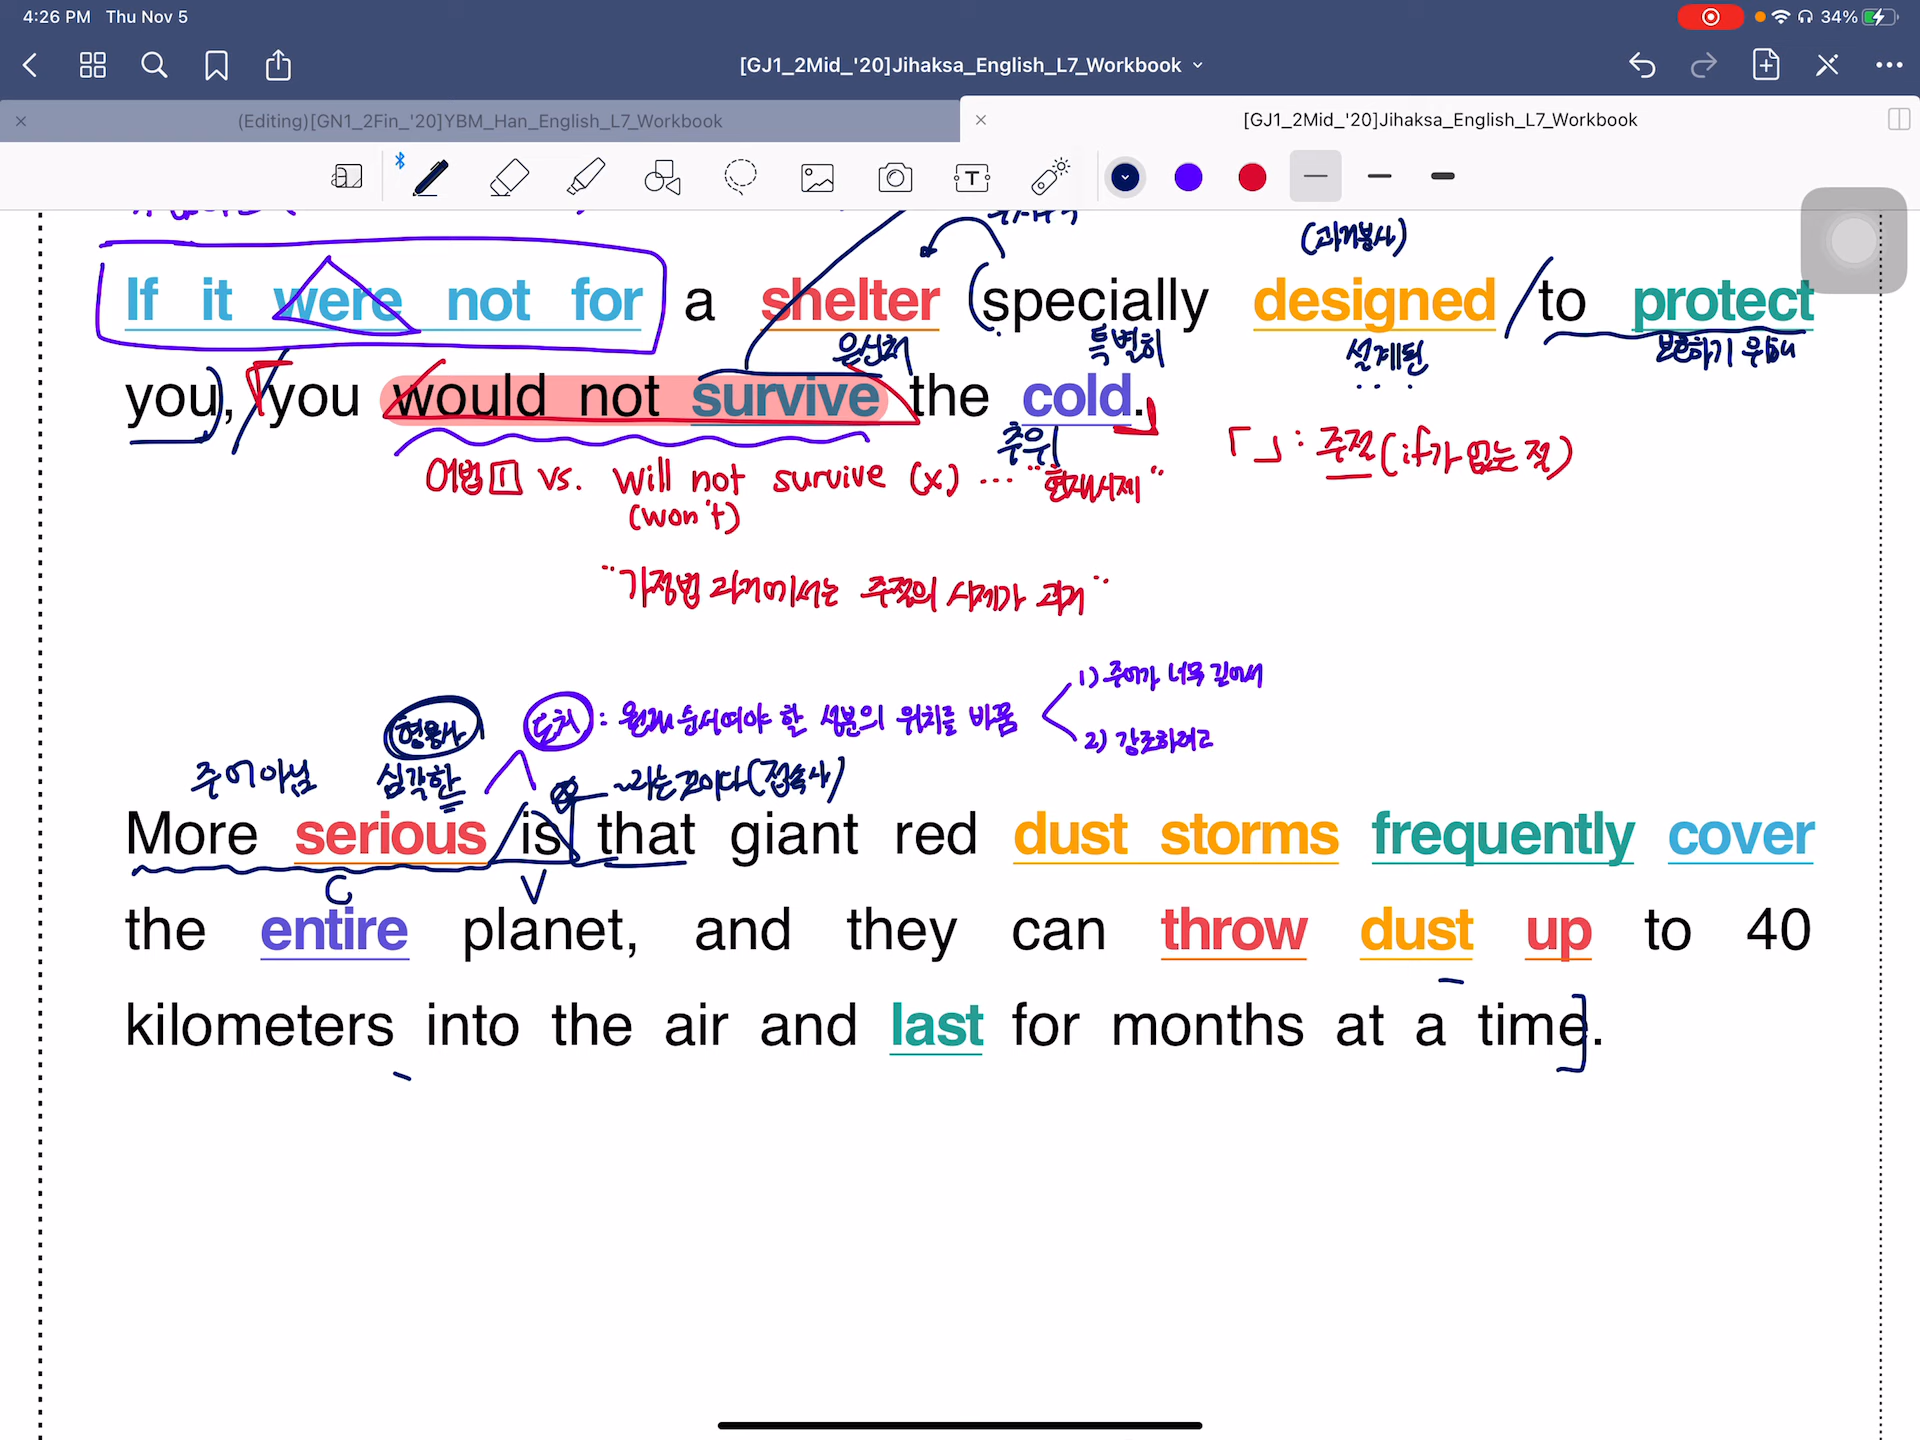 4:26 PM Thu Nov 5
34%
[GJ1_2Mid_'20]Jihaksa_English_L7_Workbook
(Editing)[GN1_2Fin_'20]YBM_Han_English_L7_Workbook
[GJ1_2Mid_'20]Jihaksa_English_L7_Workbook
(과거분사)
If it were not for a shelter (specially designed / to protect
은신처 특별히 설계된 보호하기 위해
you), you would not survive the cold.
추위
「 」: 주절 (if가 없는 절)
어법 1 vs. will not survive (x) ... "현재시제"
(won't)
"가정법 과거에서는 주절의 시제가 과거"
1) 주어가 너무 길어서
형용사 도치 : 원래 순서여야 할 성분의 위치를 바꿈
2) 강조하려고
주어 아님 심각한 ~라는 것이다 (접속사)
More serious / is that giant red dust storms frequently cover
C V
the entire planet, and they can throw dust up to 40
kilometers into the air and last for months at a time].